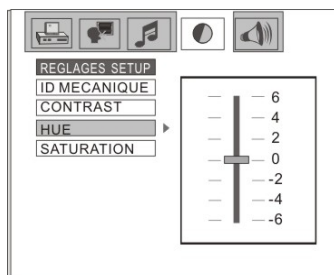 REGLAGES SETUP
ID MECANIQUE
CONTRAST
HUE
SATURATION
6
4
2
0
-2
-4
-6